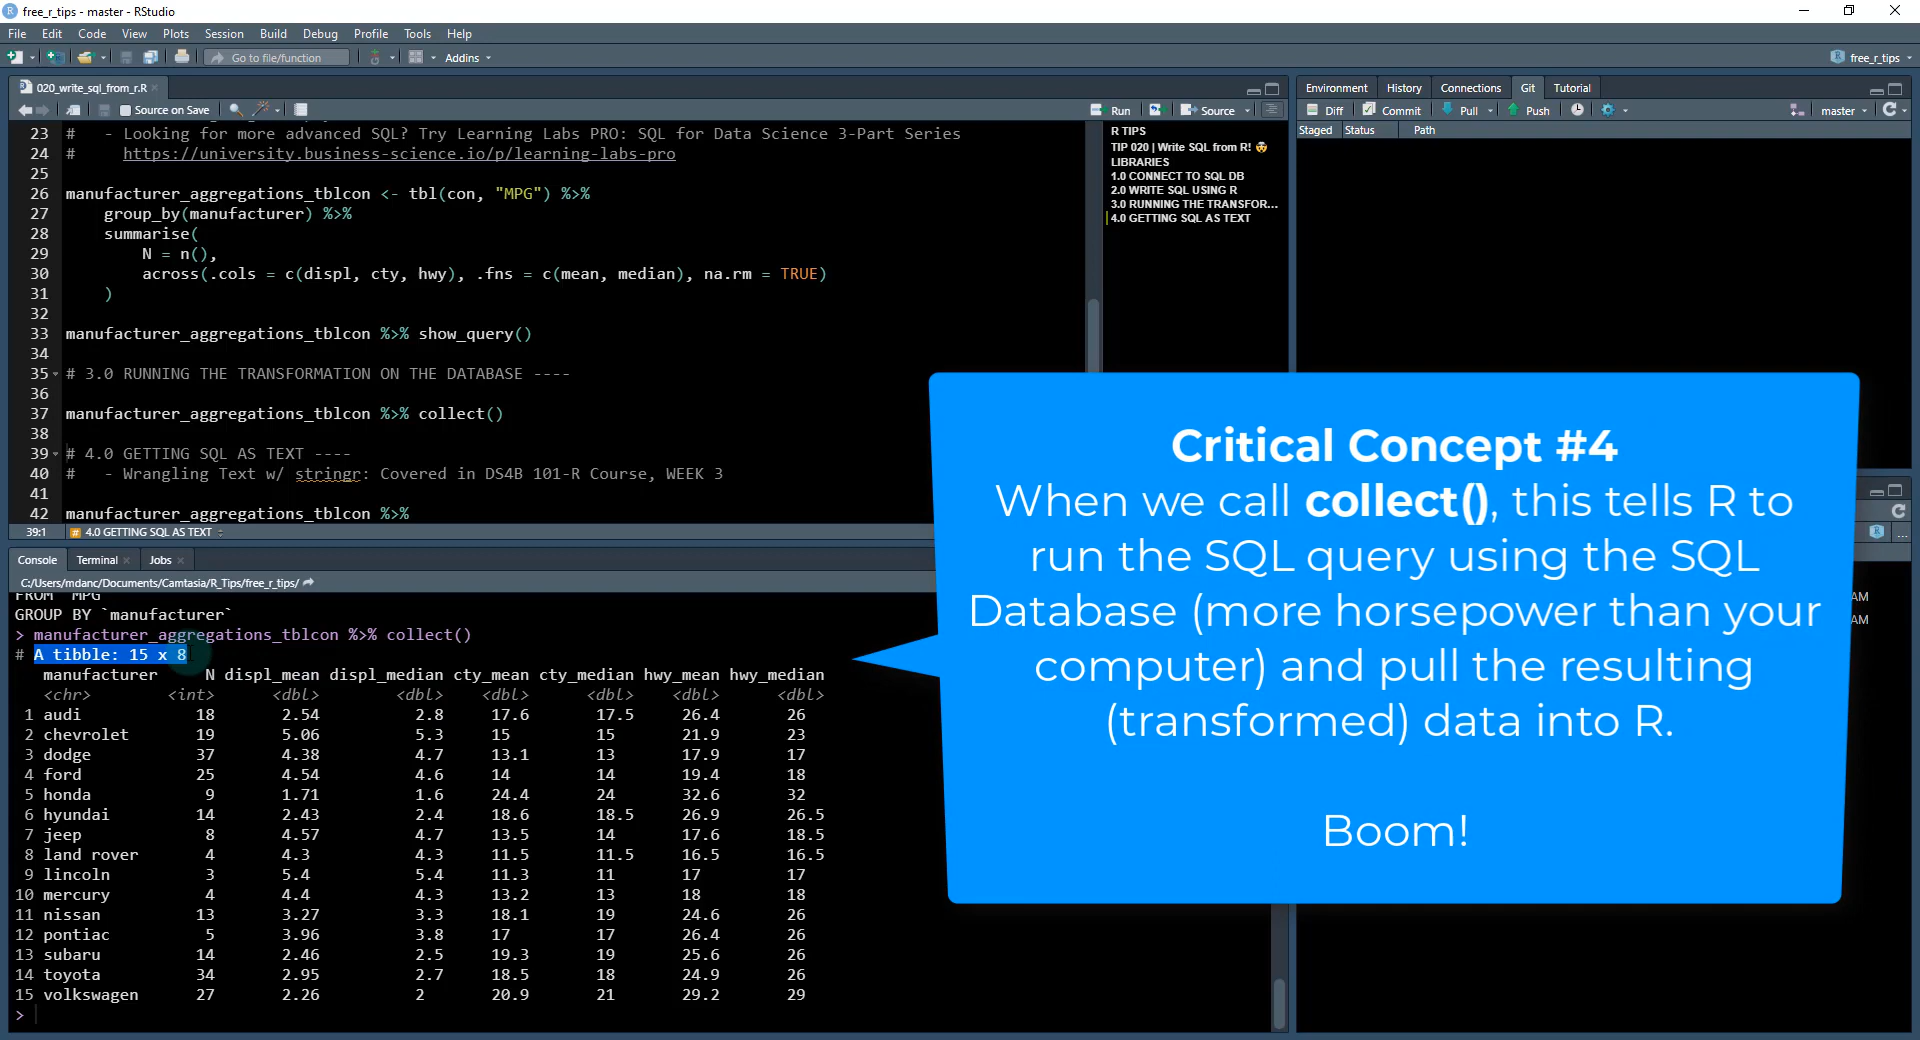 free_r_tips - master - RStudio
File Edit Code View Plots Session Build Debug Profile Tools Help
Go to file/function Addins free_r_tips
020_write_sql_from_r.R
Source on Save Run Source
23 # - Looking for more advanced SQL? Try Learning Labs PRO: SQL for Data Science 3-Part Series
24 # https://university.business-science.io/p/learning-labs-pro
25
26 manufacturer_aggregations_tblcon <- tbl(con, "MPG") %>%
27 group_by(manufacturer) %>%
28 summarise(
29 N = n(),
30 across(.cols = c(displ, cty, hwy), .fns = c(mean, median), na.rm = TRUE)
31 )
32
33 manufacturer_aggregations_tblcon %>% show_query()
34
35 # 3.0 RUNNING THE TRANSFORMATION ON THE DATABASE ----
36
37 manufacturer_aggregations_tblcon %>% collect()
38
39 # 4.0 GETTING SQL AS TEXT ----
40 # - Wrangling Text w/ stringr: Covered in DS4B 101-R Course, WEEK 3
41
42 manufacturer_aggregations_tblcon %>%
39:1 # 4.0 GETTING SQL AS TEXT
R TIPS
TIP 020 | Write SQL from R! 🤯
LIBRARIES
1.0 CONNECT TO SQL DB
2.0 WRITE SQL USING R
3.0 RUNNING THE TRANSFOR...
4.0 GETTING SQL AS TEXT
Environment History Connections Git Tutorial
Diff Commit Pull Push master
Staged Status Path
Console Terminal Jobs
C:/Users/mdanc/Documents/Camtasia/R_Tips/free_r_tips/
FROM `MPG`
GROUP BY `manufacturer`
> manufacturer_aggregations_tblcon %>% collect()
# A tibble: 15 x 8
manufacturer N displ_mean displ_median cty_mean cty_median hwy_mean hwy_median
<chr> <int> <dbl> <dbl> <dbl> <dbl> <dbl> <dbl>
1 audi 18 2.54 2.8 17.6 17.5 26.4 26
2 chevrolet 19 5.06 5.3 15 15 21.9 23
3 dodge 37 4.38 4.7 13.1 13 17.9 17
4 ford 25 4.54 4.6 14 14 19.4 18
5 honda 9 1.71 1.6 24.4 24 32.6 32
6 hyundai 14 2.43 2.4 18.6 18.5 26.9 26.5
7 jeep 8 4.57 4.7 13.5 14 17.6 18.5
8 land rover 4 4.3 4.3 11.5 11.5 16.5 16.5
9 lincoln 3 5.4 5.4 11.3 11 17 17
10 mercury 4 4.4 4.3 13.2 13 18 18
11 nissan 13 3.27 3.3 18.1 19 24.6 26
12 pontiac 5 3.96 3.8 17 17 26.4 26
13 subaru 14 2.46 2.5 19.3 19 25.6 26
14 toyota 34 2.95 2.7 18.5 18 24.9 26
15 volkswagen 27 2.26 2 20.9 21 29.2 29
>
Critical Concept #4
When we call collect(), this tells R to
run the SQL query using the SQL
Database (more horsepower than your
computer) and pull the resulting
(transformed) data into R.
Boom!
AM
AM